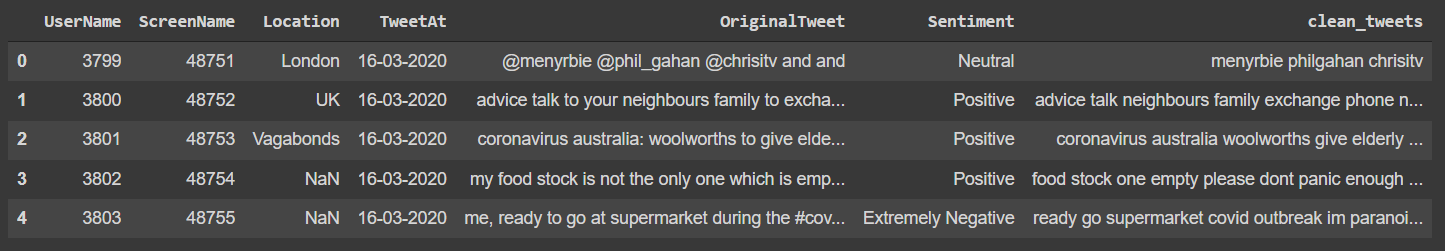 UserName ScreenName Location TweetAt OriginalTweet Sentiment clean_tweets
0 3799 48751 London 16-03-2020 @menyrbie @phil_gahan @chrisitv and and Neutral menyrbie philgahan chrisitv
1 3800 48752 UK 16-03-2020 advice talk to your neighbours family to excha... Positive advice talk neighbours family exchange phone n...
2 3801 48753 Vagabonds 16-03-2020 coronavirus australia: woolworths to give elde... Positive coronavirus australia woolworths give elderly ...
3 3802 48754 NaN 16-03-2020 my food stock is not the only one which is emp... Positive food stock one empty please dont panic enough ...
4 3803 48755 NaN 16-03-2020 me, ready to go at supermarket during the #cov... Extremely Negative ready go supermarket covid outbreak im paranoi...